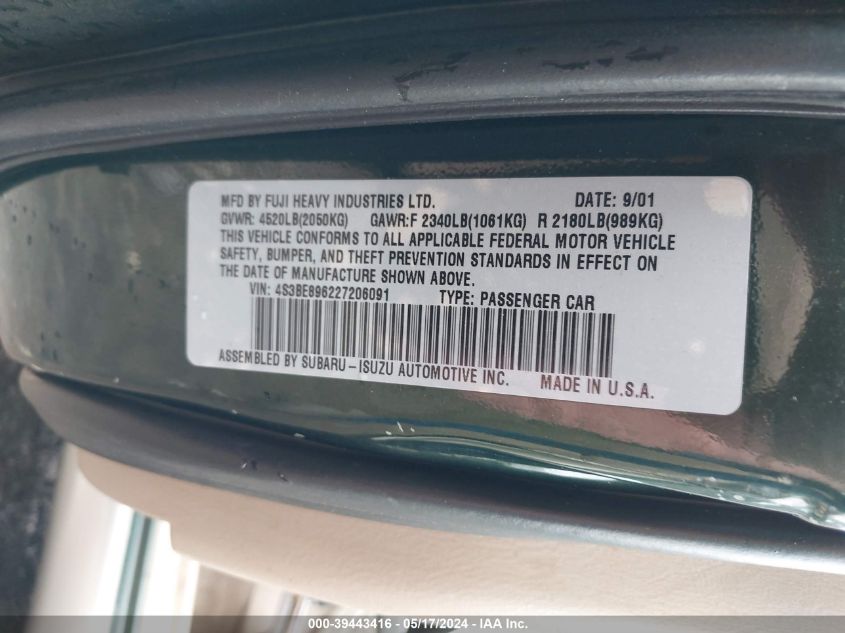 MFD BY FUJI HEAVY INDUSTRIES LTD. DATE: 9/01
GVWR: 4520LB(2050KG) GAWR:F 2340LB(1061KG) R 2180LB(989KG)
THIS VEHICLE CONFORMS TO ALL APPLICABLE FEDERAL MOTOR VEHICLE
SAFETY, BUMPER, AND THEFT PREVENTION STANDARDS IN EFFECT ON
THE DATE OF MANUFACTURE SHOWN ABOVE.
VIN: 4S3BE896227206091 TYPE: PASSENGER CAR
ASSEMBLED BY SUBARU-ISUZU AUTOMOTIVE INC. MADE IN U.S.A.
000-39443416 - 05/17/2024 - IAA Inc.